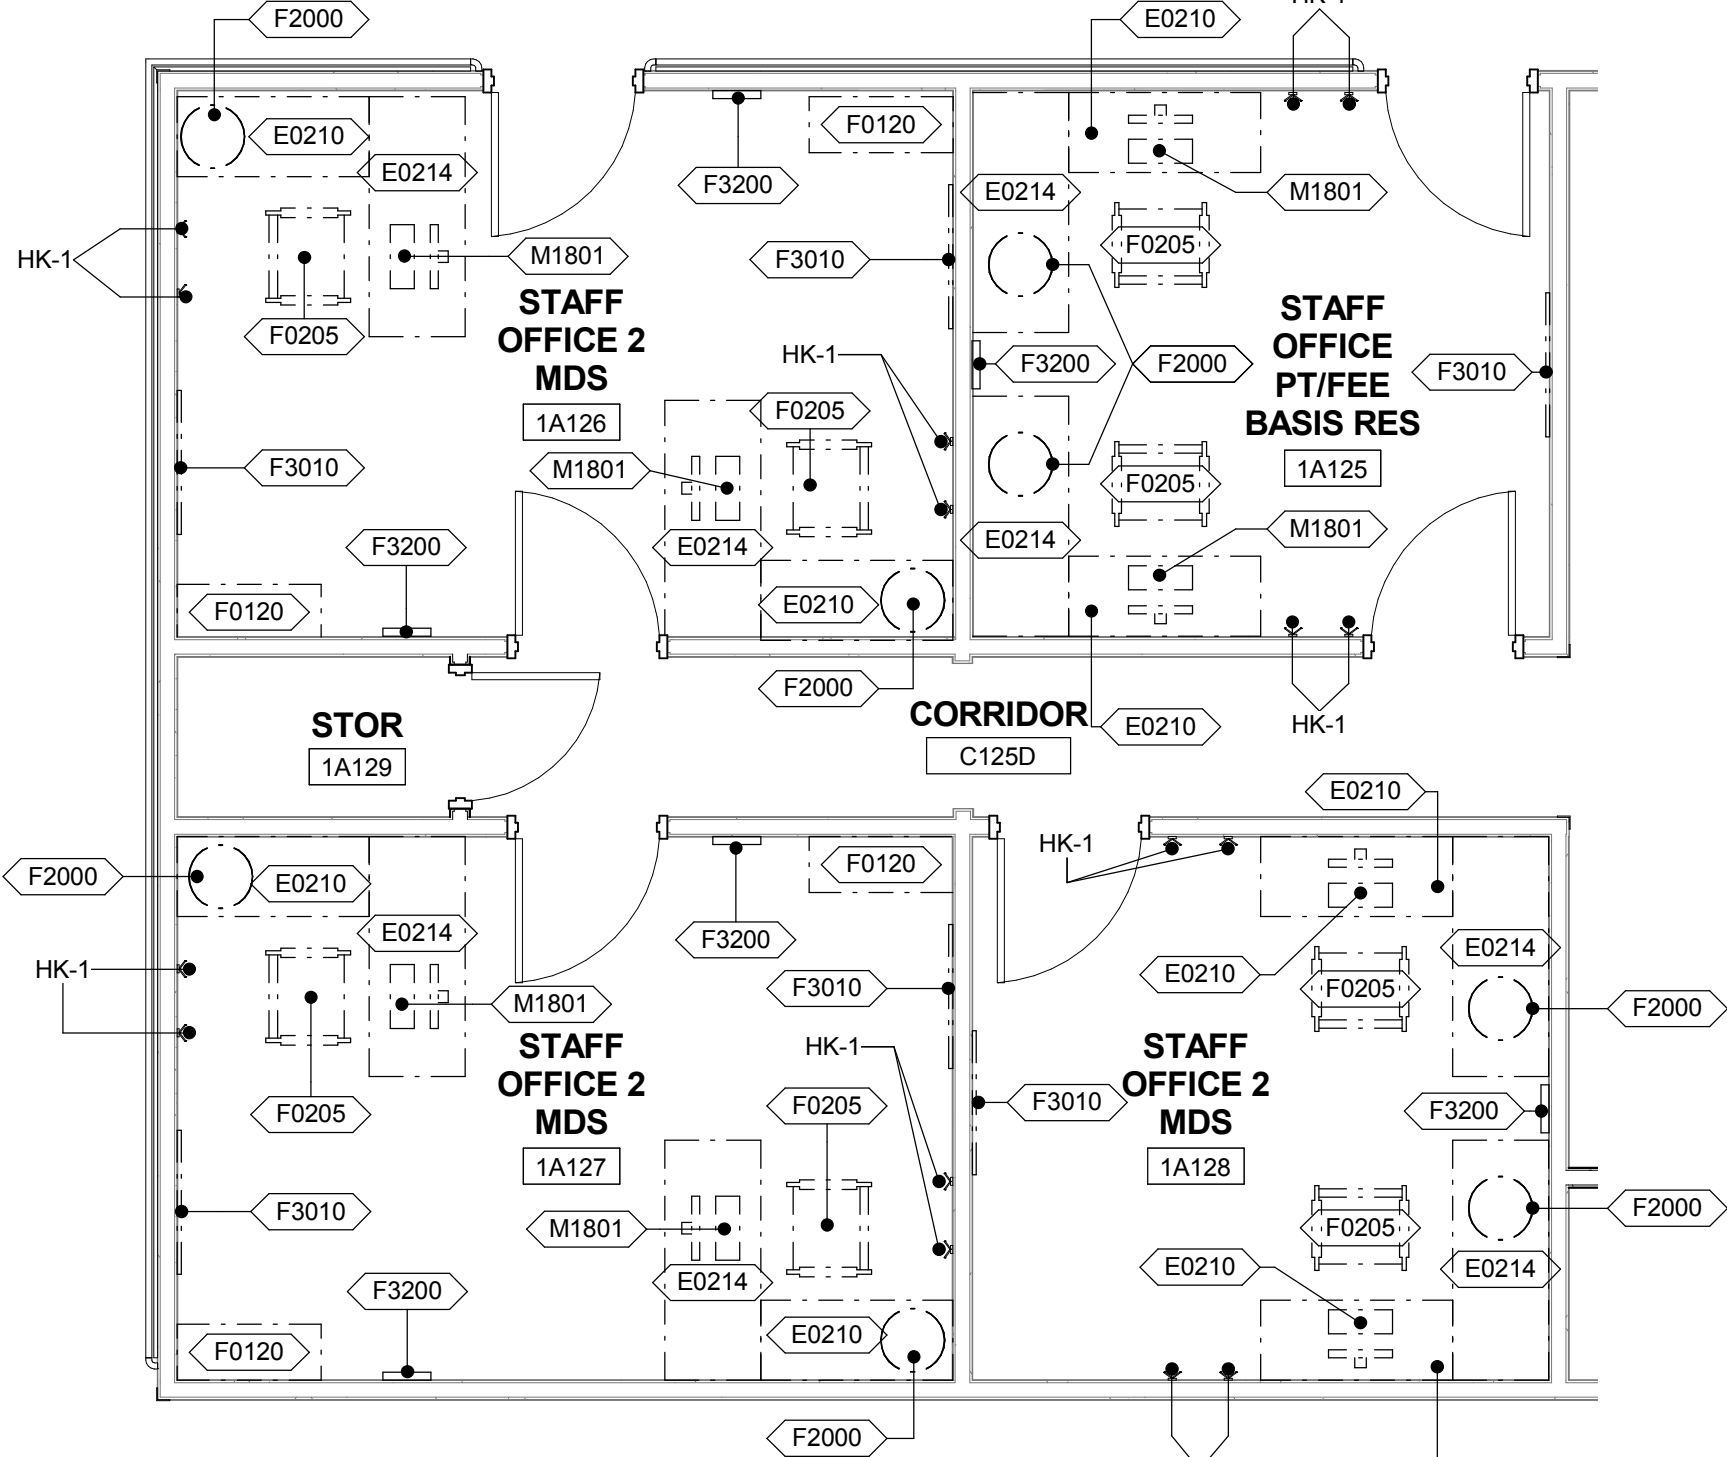 F2000
E0210
HK-1
E0210
F0120
E0214
F3200
E0214
M1801
F0205
HK-1
M1801
F3010
STAFF
OFFICE 2
MDS
1A126
F0205
HK-1
F3200
F2000
STAFF
OFFICE
PT/FEE
BASIS RES
1A125
F3010
F0205
M1801
F3010
F0205
M1801
F3200
E0214
E0214
F0120
E0210
F2000
E0210
HK-1
STOR
1A129
CORRIDOR
C125D
E0210
F2000
E0210
F0120
HK-1
E0214
F3200
E0214
HK-1
M1801
F3010
E0210
F0205
F2000
STAFF
OFFICE 2
MDS
1A127
HK-1
STAFF
OFFICE 2
MDS
1A128
F0205
F0205
F3010
F3200
F3010
M1801
F0205
F2000
E0214
E0210
E0214
F3200
F0120
E0210
F2000